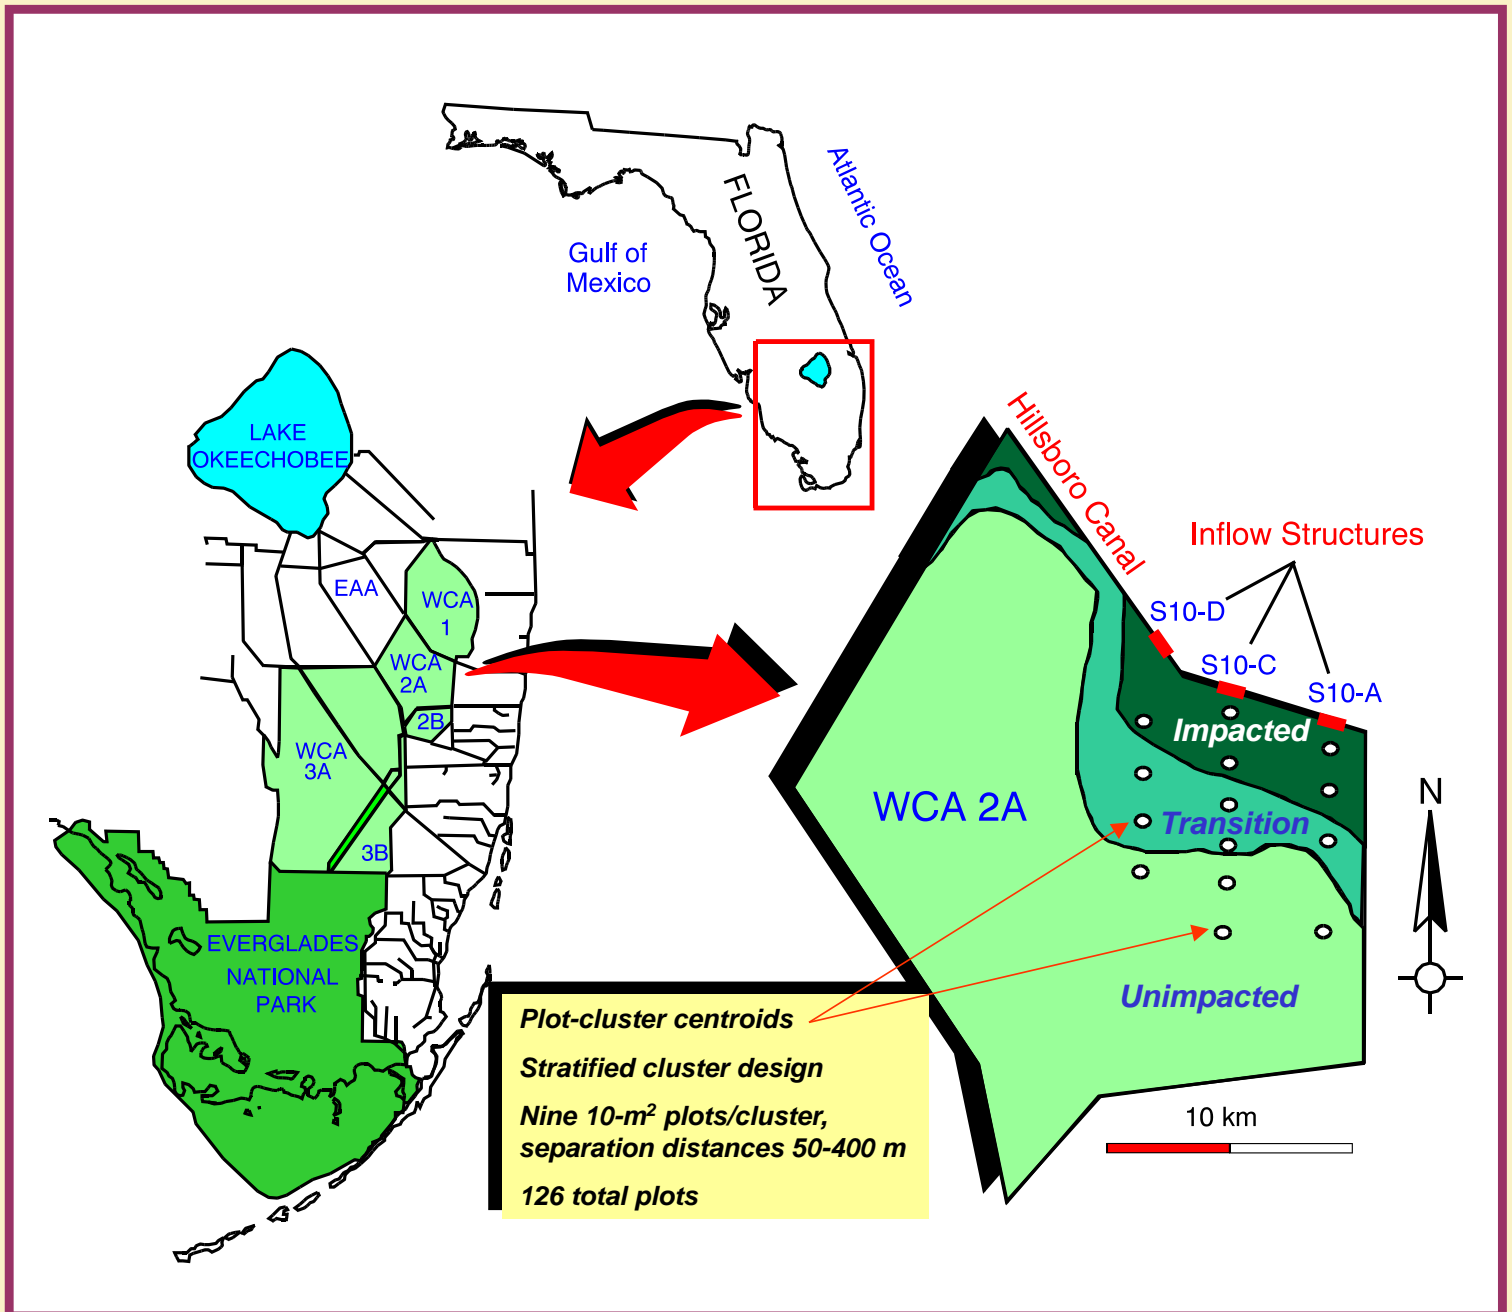 FLORIDA
Atlantic Ocean
Gulf of
Mexico
LAKE
OKEECHOBEE
EAA
WCA
1
WCA
2A
2B
WCA
3A
3B
EVERGLADES
NATIONAL
PARK
Hillsboro Canal
Inflow Structures
S10-D
S10-C
S10-A
Impacted
WCA 2A
Transition
Unimpacted
N
10 km
Plot-cluster centroids
Stratified cluster design
Nine 10-m² plots/cluster,
separation distances 50-400 m
126 total plots